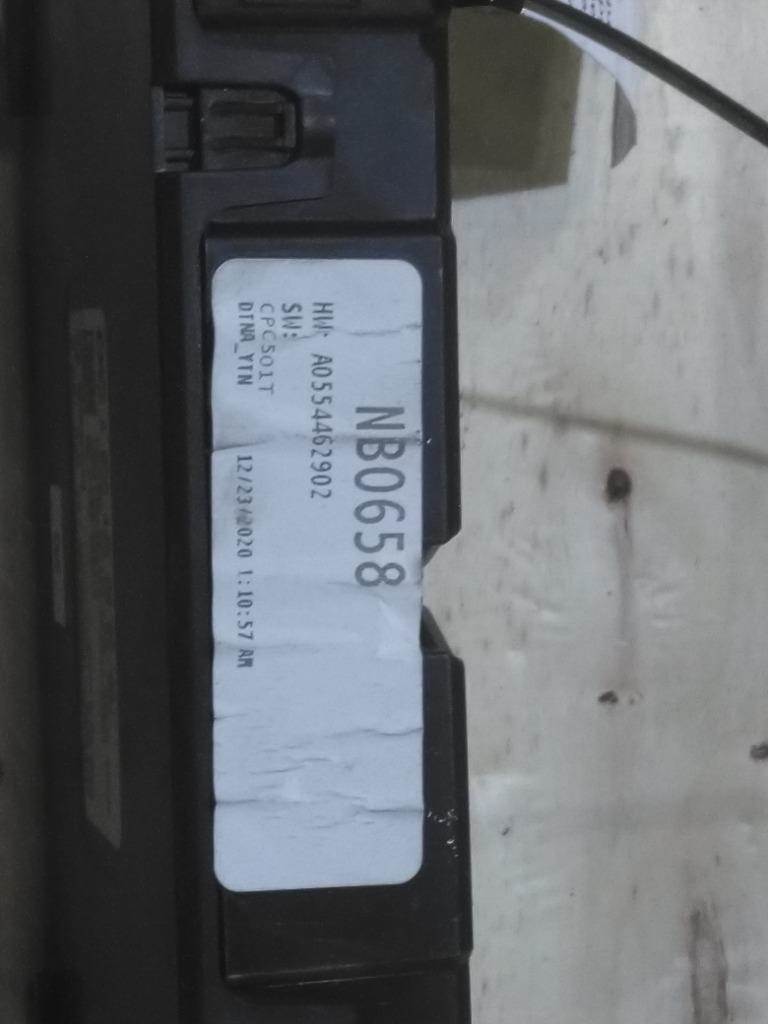 NB0658
HW: A0554462902
SW:
CPC501T
DTNA_YTN 12/23/2020 1:10:57 AM